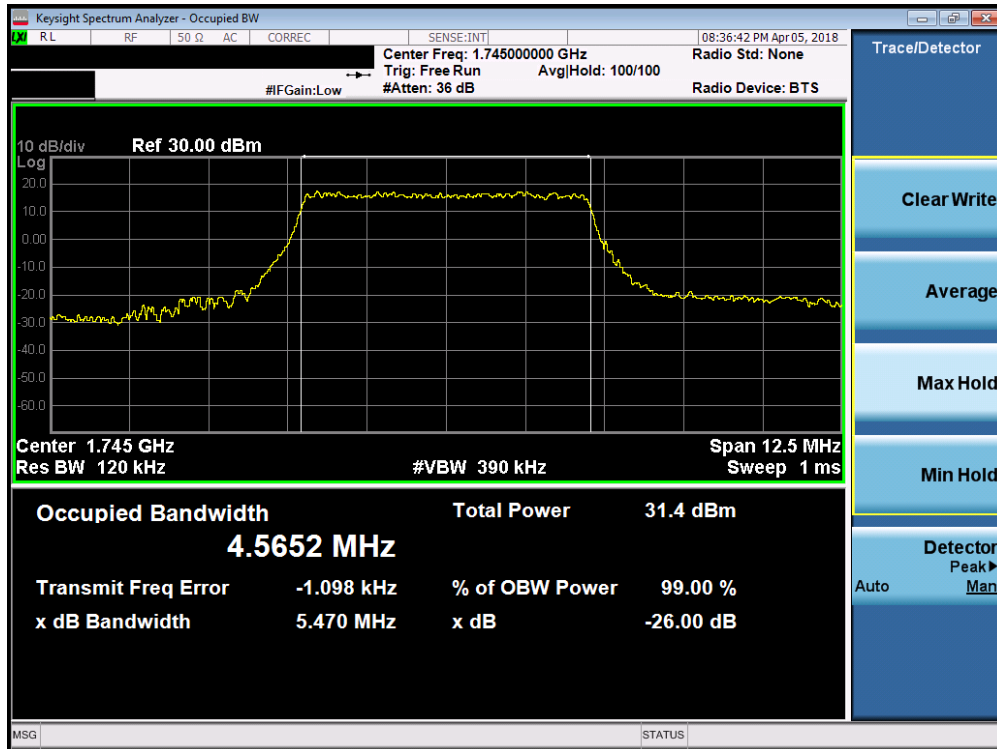 Keysight Spectrum Analyzer - Occupied BW
LXI RL RF 50 Ω AC CORREC SENSE:INT 08:36:42 PM Apr 05, 2018
Center Freq: 1.745000000 GHz Radio Std: None
Trig: Free Run Avg|Hold: 100/100
#IFGain:Low #Atten: 36 dB Radio Device: BTS
10 dB/div Ref 30.00 dBm
Log
20.0
10.0
0.00
-10.0
-20.0
-30.0
-40.0
-50.0
-60.0
Center 1.745 GHz Span 12.5 MHz
Res BW 120 kHz #VBW 390 kHz Sweep 1 ms
Occupied Bandwidth Total Power 31.4 dBm
4.5652 MHz
Transmit Freq Error -1.098 kHz % of OBW Power 99.00 %
x dB Bandwidth 5.470 MHz x dB -26.00 dB
MSG STATUS
Trace/Detector
Clear Write
Average
Max Hold
Min Hold
Detector
Peak▶
Auto Man